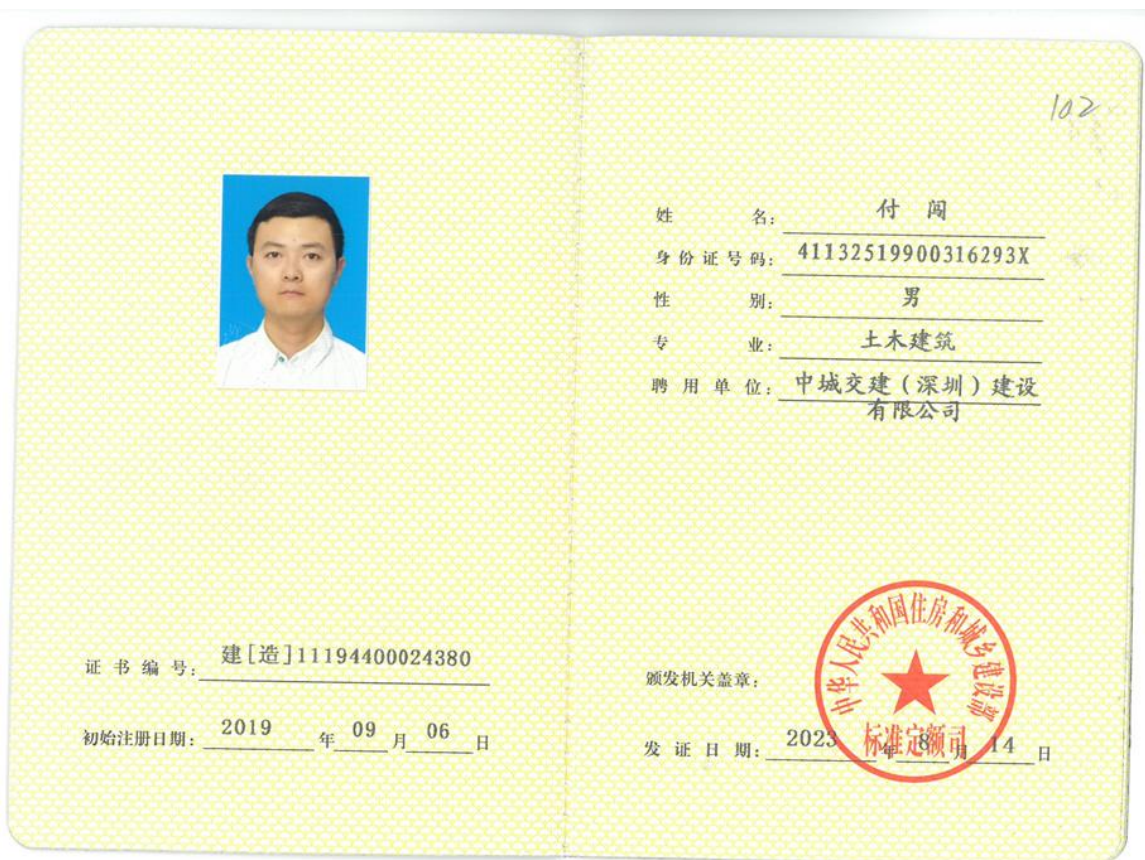 102
姓 名： 付 闯
身份证号码： 41132519900316293X
性 别： 男
专 业： 土木建筑
聘用单位： 中城交建（深圳）建设
有限公司
证书编号： 建[造]11194400024380
初始注册日期： 2019 年 09 月 06 日
颁发机关盖章：
中华人民共和国住房和城乡建设部
标准定额司
发证日期： 2023 年 8 月 14 日